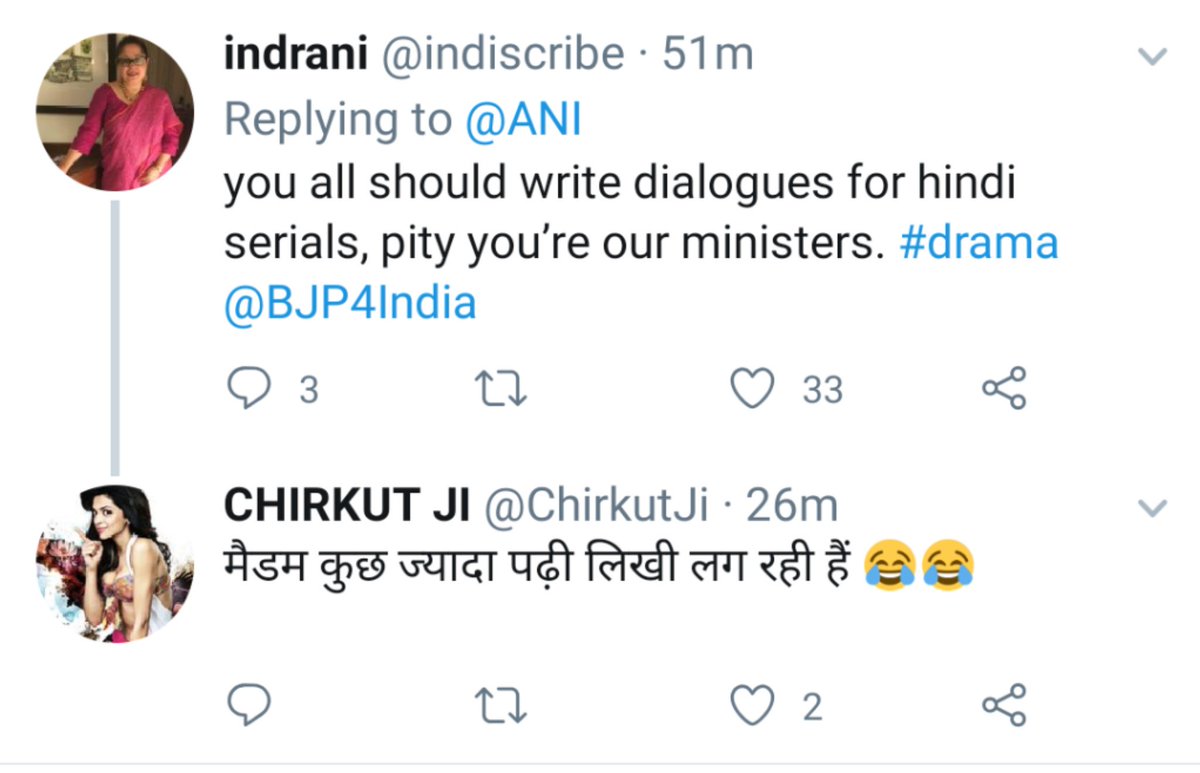 indrani @indiscribe · 51m
Replying to @ANI
you all should write dialogues for hindi
serials, pity you’re our ministers. #drama
@BJP4India
3 33
CHIRKUT JI @ChirkutJi · 26m
मैडम कुछ ज्यादा पढ़ी लिखी लग रही हैं 😂😂
2